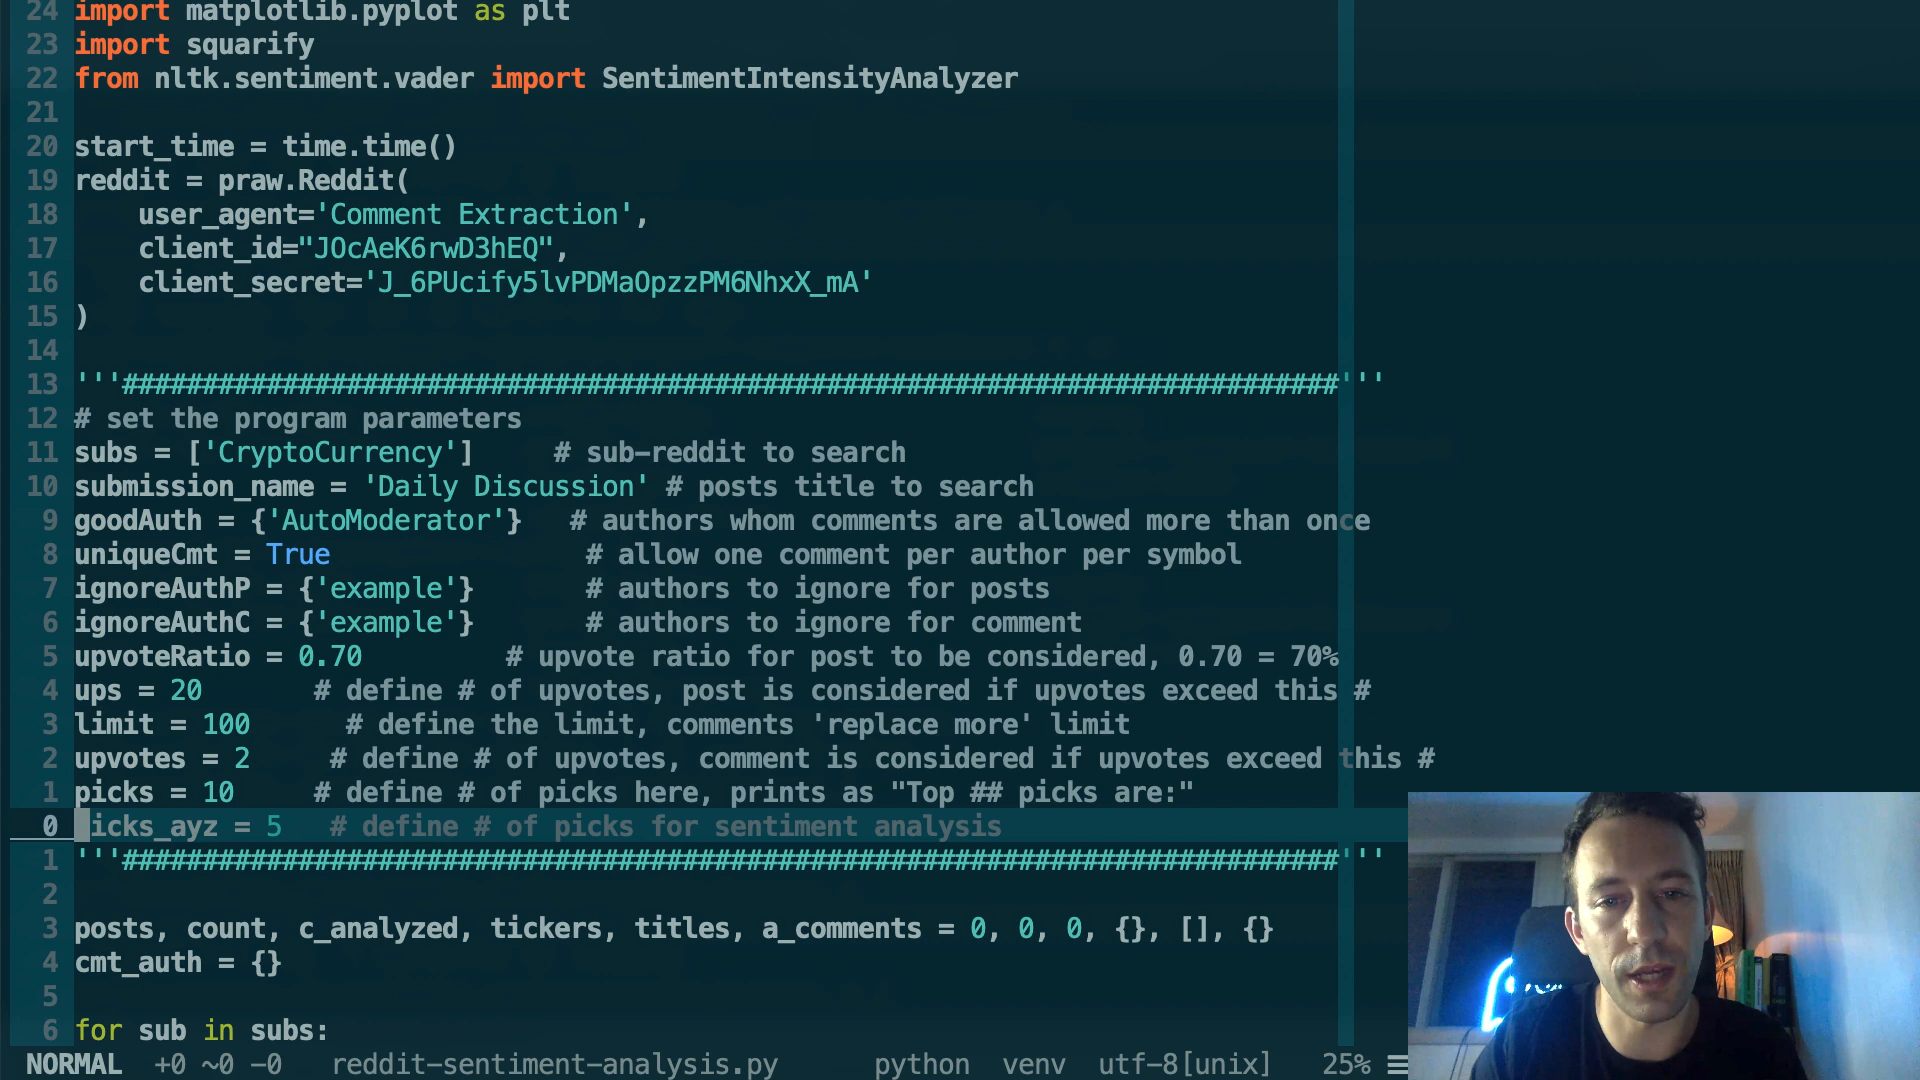 24 import matplotlib.pyplot as plt
23 import squarify
22 from nltk.sentiment.vader import SentimentIntensityAnalyzer
21
20 start_time = time.time()
19 reddit = praw.Reddit(
18     user_agent='Comment Extraction',
17     client_id="JOcAeK6rwD3hEQ",
16     client_secret='J_6PUcify5lvPDMaOpzzPM6NhxX_mA'
15 )
14
13 '''############################################################################'''
12 # set the program parameters
11 subs = ['CryptoCurrency']     # sub-reddit to search
10 submission_name = 'Daily Discussion' # posts title to search
9 goodAuth = {'AutoModerator'}   # authors whom comments are allowed more than once
8 uniqueCmt = True                # allow one comment per author per symbol
7 ignoreAuthP = {'example'}       # authors to ignore for posts
6 ignoreAuthC = {'example'}       # authors to ignore for comment
5 upvoteRatio = 0.70         # upvote ratio for post to be considered, 0.70 = 70%
4 ups = 20       # define # of upvotes, post is considered if upvotes exceed this #
3 limit = 100      # define the limit, comments 'replace more' limit
2 upvotes = 2     # define # of upvotes, comment is considered if upvotes exceed this #
1 picks = 10     # define # of picks here, prints as "Top ## picks are:"
0 icks_ayz = 5   # define # of picks for sentiment analysis
1 '''############################################################################'''
2
3 posts, count, c_analyzed, tickers, titles, a_comments = 0, 0, 0, {}, [], {}
4 cmt_auth = {}
5
6 for sub in subs:
NORMAL +0 ~0 -0 reddit-sentiment-analysis.py python venv utf-8[unix] 25% ☰